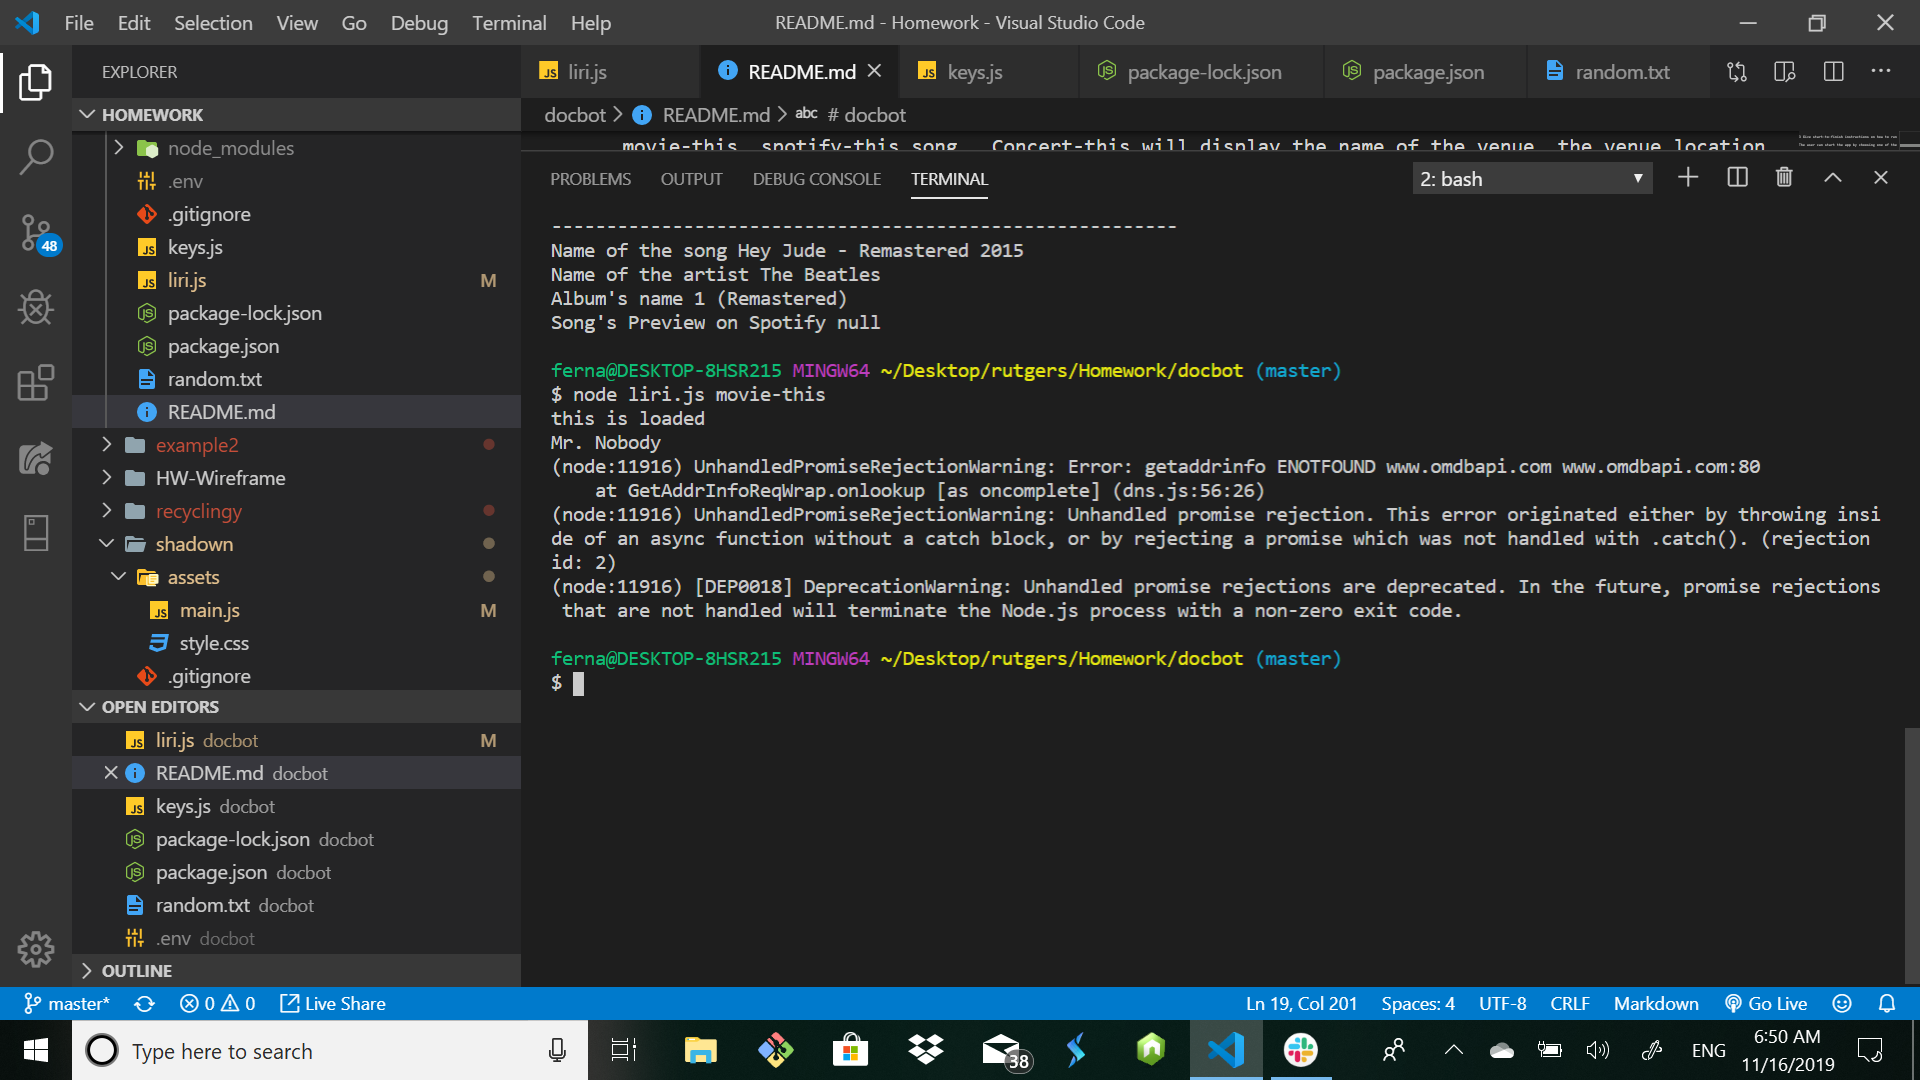 File Edit Selection View Go Debug Terminal Help
README.md - Homework - Visual Studio Code
EXPLORER
HOMEWORK
node_modules
.env
.gitignore
keys.js
liri.js M
package-lock.json
package.json
random.txt
README.md
example2
HW-Wireframe
recyclingy
shadown
assets
main.js M
style.css
.gitignore
OPEN EDITORS
liri.js docbot M
README.md docbot
keys.js docbot
package-lock.json docbot
package.json docbot
random.txt docbot
.env docbot
OUTLINE
48
liri.js README.md keys.js package-lock.json package.json random.txt
docbot > README.md > abc # docbot
movie-this, spotify-this song. Concert-this will display the name of the venue, the venue location
PROBLEMS OUTPUT DEBUG CONSOLE TERMINAL 2: bash
---------------------------------------------------------
Name of the song Hey Jude - Remastered 2015
Name of the artist The Beatles
Album's name 1 (Remastered)
Song's Preview on Spotify null
ferna@DESKTOP-8HSR215 MINGW64 ~/Desktop/rutgers/Homework/docbot (master)
$ node liri.js movie-this
this is loaded
Mr. Nobody
(node:11916) UnhandledPromiseRejectionWarning: Error: getaddrinfo ENOTFOUND www.omdbapi.com www.omdbapi.com:80
at GetAddrInfoReqWrap.onlookup [as oncomplete] (dns.js:56:26)
(node:11916) UnhandledPromiseRejectionWarning: Unhandled promise rejection. This error originated either by throwing insi
de of an async function without a catch block, or by rejecting a promise which was not handled with .catch(). (rejection
id: 2)
(node:11916) [DEP0018] DeprecationWarning: Unhandled promise rejections are deprecated. In the future, promise rejections
that are not handled will terminate the Node.js process with a non-zero exit code.
ferna@DESKTOP-8HSR215 MINGW64 ~/Desktop/rutgers/Homework/docbot (master)
$
master* 0 0 Live Share Ln 19, Col 201 Spaces: 4 UTF-8 CRLF Markdown Go Live
Type here to search
38
ENG
6:50 AM
11/16/2019